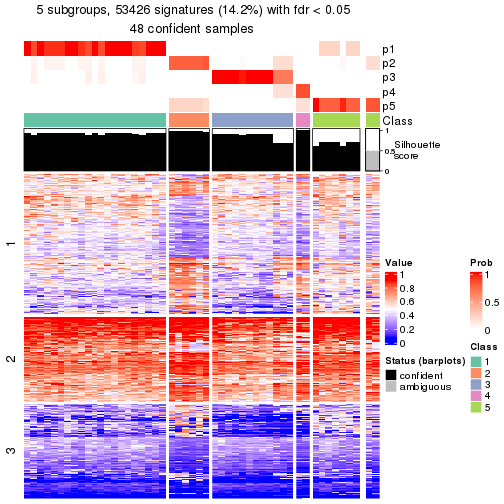 5 subgroups, 53426 signatures (14.2%) with fdr < 0.05
48 confident samples
p1
p2
p3
p4
p5
Class
1
0.5
0
Silhouette
score
1
2
3
Value
1
0.8
0.6
0.4
0.2
Status (barplots)
confident
ambiguous
Prob
1
0.5
0
Class
1
2
3
4
5